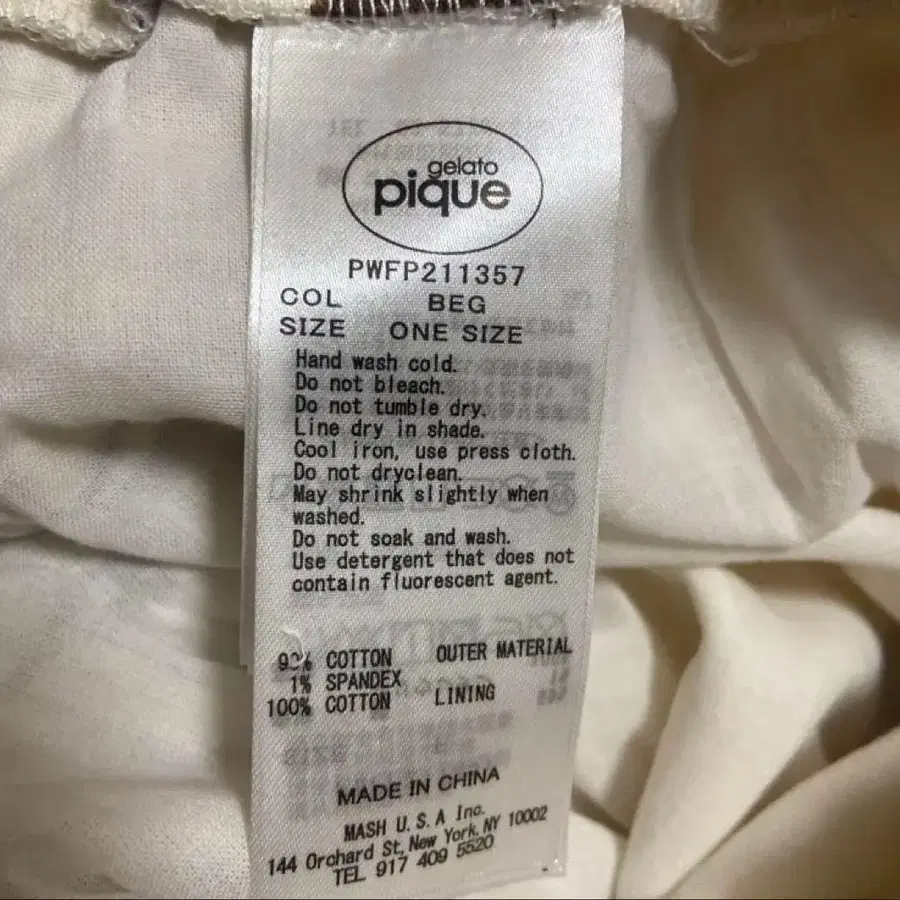 gelato
pique
PWFP211357
COL BEG
SIZE ONE SIZE
Hand wash cold.
Do not bleach.
Do not tumble dry.
Line dry in shade.
Cool iron, use press cloth.
Do not dryclean.
May shrink slightly when
washed.
Do not soak and wash.
Use detergent that does not
contain fluorescent agent.
COTTON OUTER MATERIAL
1% SPANDEX
100% COTTON LINING
MADE IN CHINA
MASH U.S.A Inc.
144 Orchard St, New York, NY 10002
TEL 917 409 5520